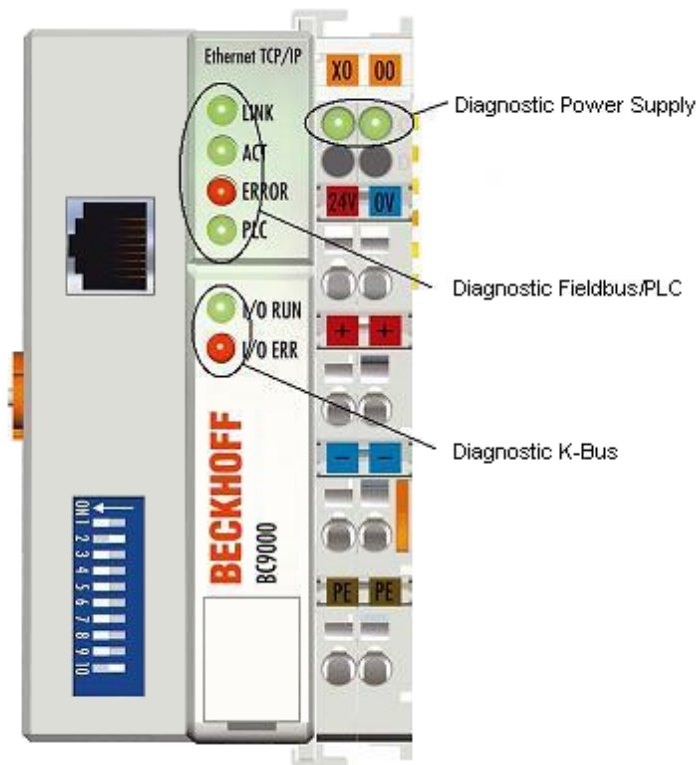 Ethernet TCP/IP
X0 00
LINK
ACT
ERROR
PLC
24V 0V
I/O RUN
I/O ERR
+ +
- -
PE PE
BECKHOFF
BC9000
ON 1 2 3 4 5 6 7 8 9 10
Diagnostic Power Supply
Diagnostic Fieldbus/PLC
Diagnostic K-Bus